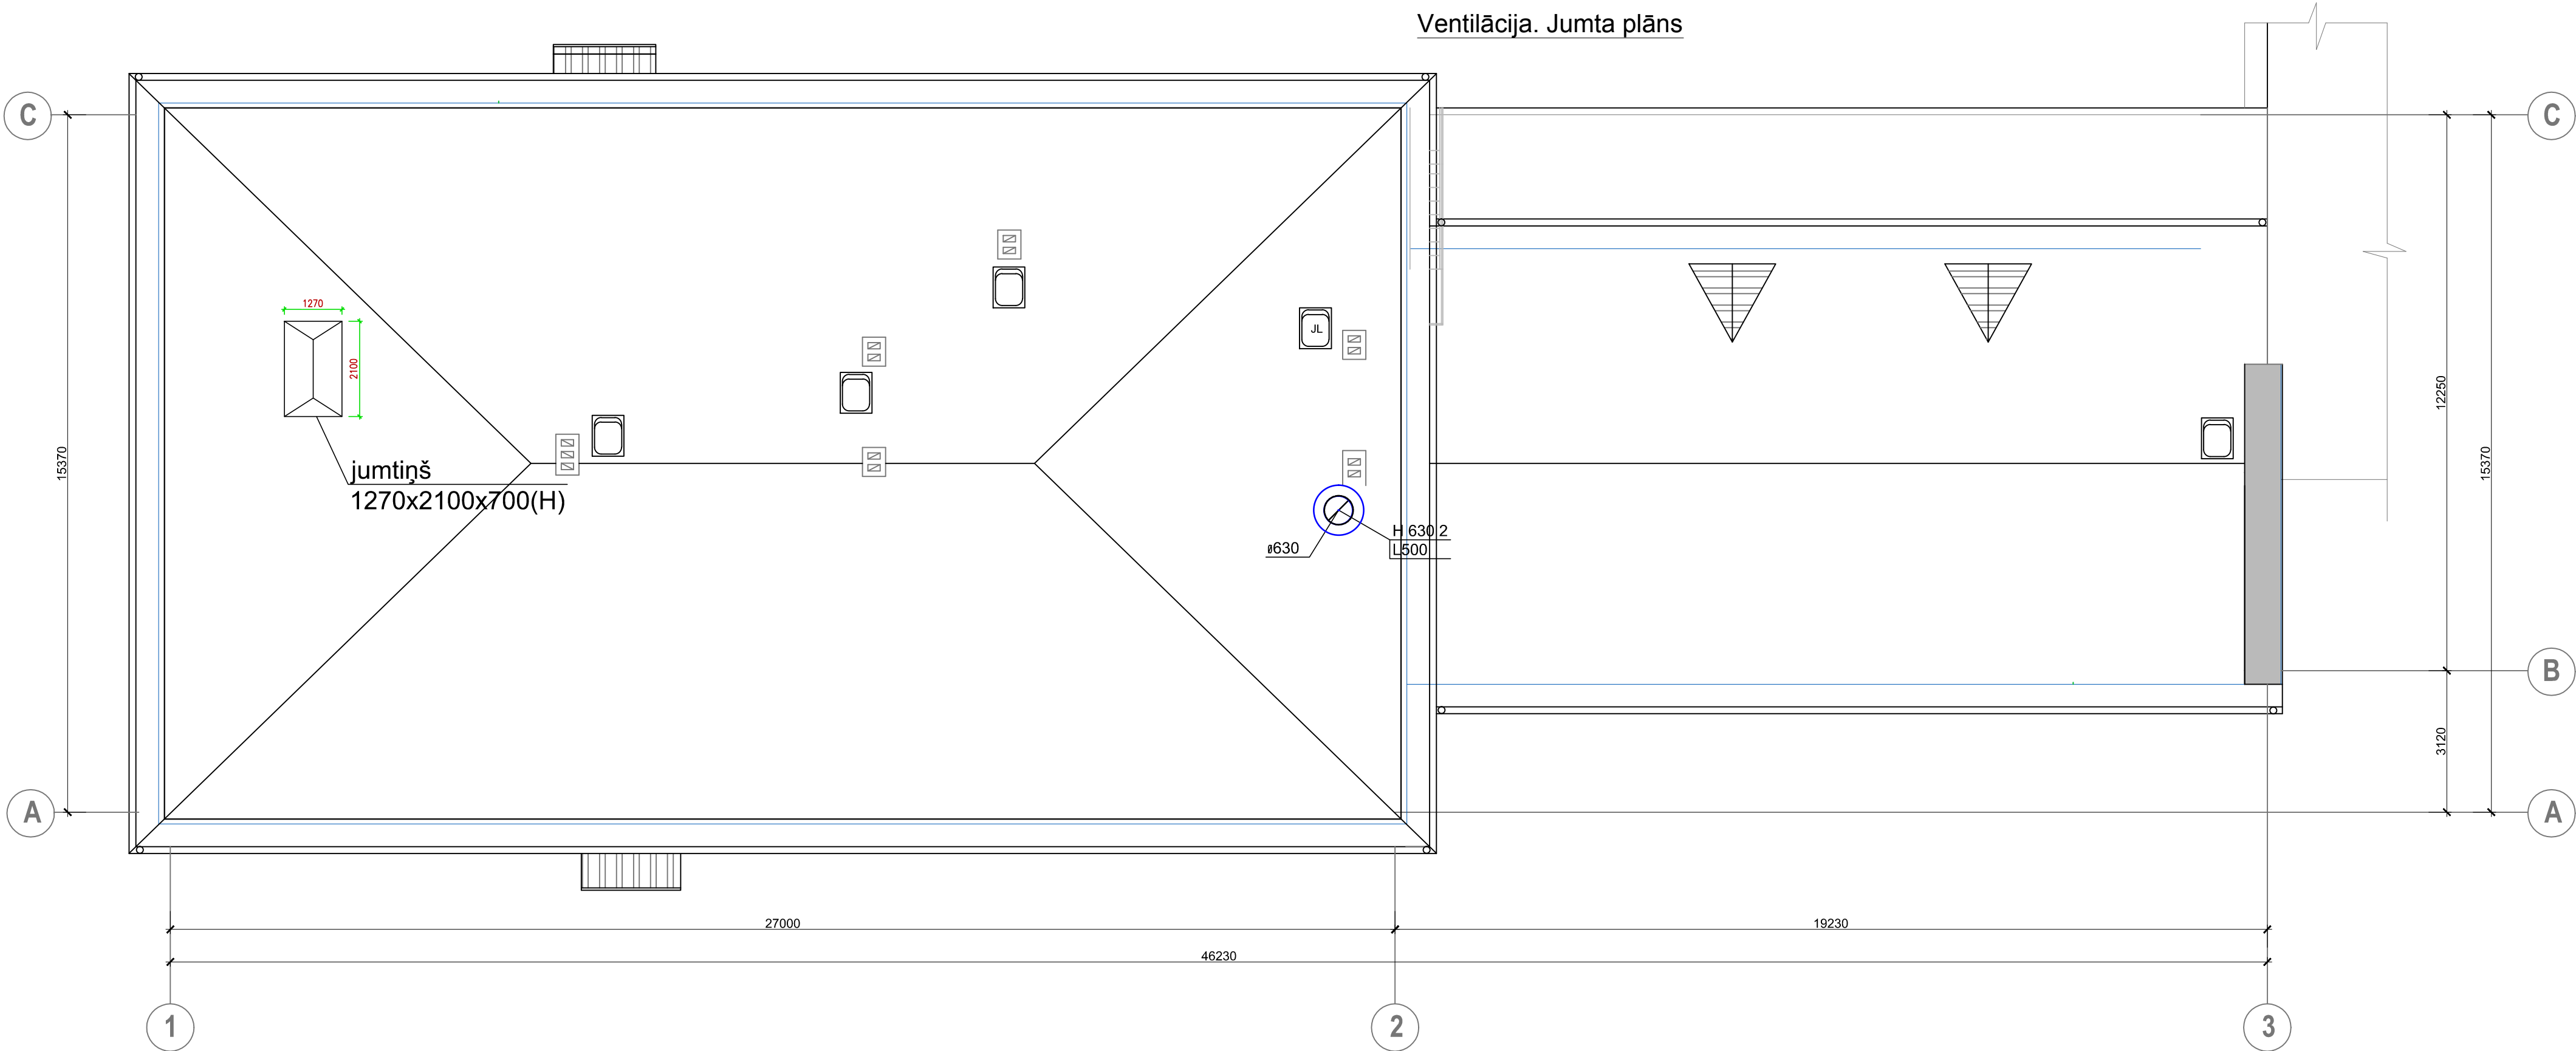 Ventilācija. Jumta plāns
C
C
1270
2100
JL
jumtiņš
1270x2100x700(H)
15370
12250
15370
H 630 2
L500
ø630
B
3120
A
A
27000
19230
46230
1
2
3